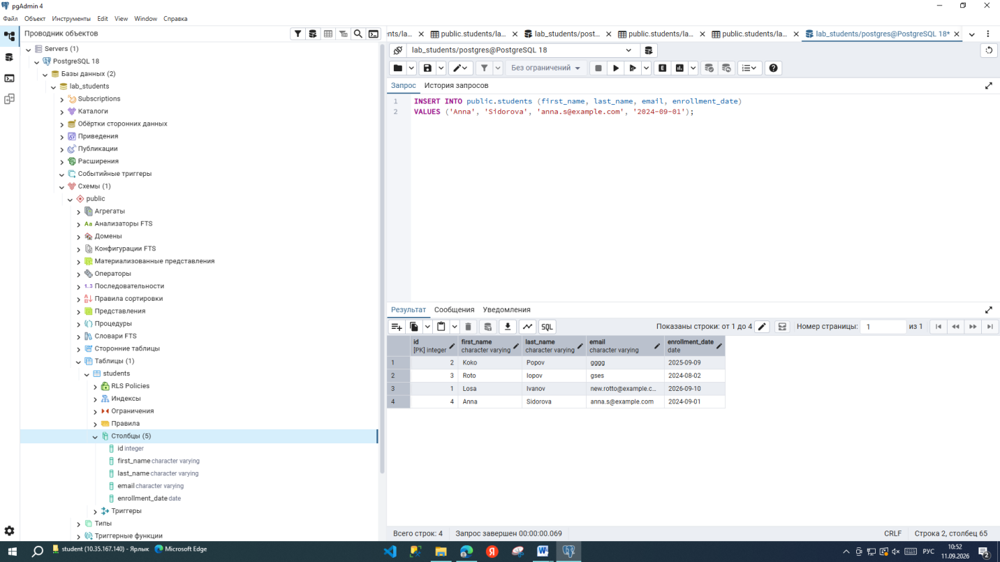 pgAdmin 4
Файл Объект Инструменты Edit View Window Справка
Проводник объектов
ents/la... public.students/la... lab_students/post... public.students/la... public.students/la... lab_students/postgres@PostgreSQL 18*
Servers (1)
PostgreSQL 18
Базы данных (2)
lab_students
Subscriptions
Каталоги
Обёртки сторонних данных
Приведения
Публикации
Расширения
Событийные триггеры
Схемы (1)
public
Агрегаты
Aa Анализаторы FTS
Домены
Конфигурации FTS
Материализованные представления
Операторы
1..3 Последовательности
Правила сортировки
Представления
Процедуры
Словари FTS
Сторонние таблицы
Таблицы (1)
students
RLS Policies
Индексы
Ограничения
Правила
Столбцы (5)
id integer
first_name character varying
last_name character varying
email character varying
enrollment_date date
Триггеры
Типы
Триггерные функции
lab_students/postgres@PostgreSQL 18
Без ограничений
E
Запрос История запросов
1 INSERT INTO public.students (first_name, last_name, email, enrollment_date)
2 VALUES ('Anna', 'Sidorova', 'anna.s@example.com', '2024-09-01');
Результат Сообщения Уведомления
SQL Показаны строки: от 1 до 4 Номер страницы: 1 из 1
id first_name last_name email enrollment_date
[PK] integer character varying character varying character varying date
1 2 Koko Popov gggg 2025-09-09
2 3 Roto Iopov gses 2024-08-02
3 1 Losa Ivanov new.rotto@example.c... 2026-09-10
4 4 Anna Sidorova anna.s@example.com 2024-09-01
Всего строк: 4 Запрос завершен 00:00:00.069 CRLF Строка 2, столбец 65
student (10.35.167.140) - Ярлык Microsoft Edge
РУС
10:52
11.09.2026
2